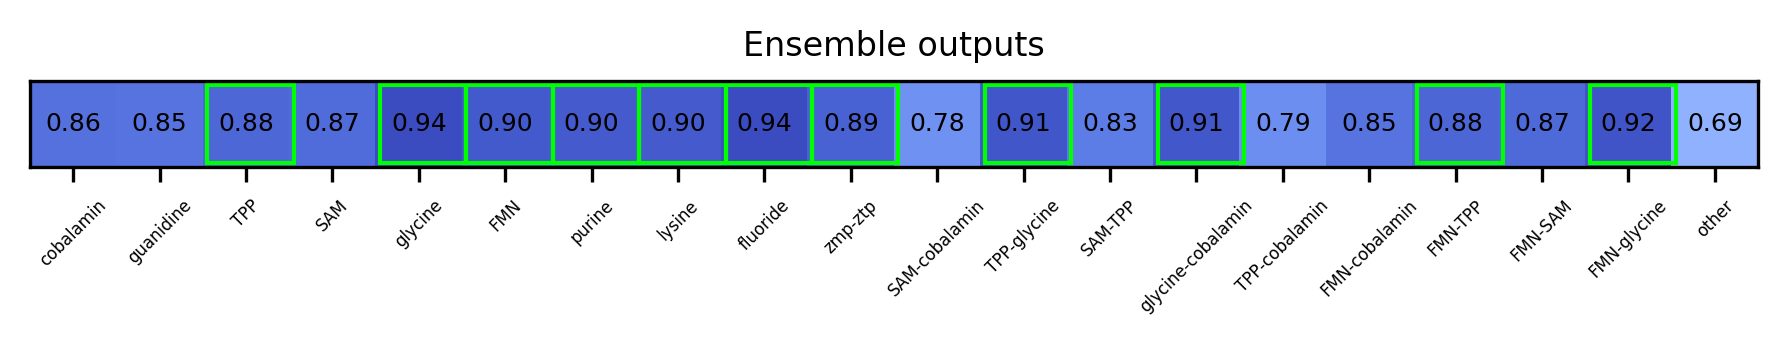 Ensemble outputs
0.86 0.85 0.88 0.87 0.94 0.90 0.90 0.90 0.94 0.89 0.78 0.91 0.83 0.91 0.79 0.85 0.88 0.87 0.92 0.69
cobalamin
guanidine
TPP
SAM
glycine
FMN
purine
lysine
fluoride
zmp-ztp
SAM-cobalamin
TPP-glycine
SAM-TPP
glycine-cobalamin
TPP-cobalamin
FMN-cobalamin
FMN-TPP
FMN-SAM
FMN-glycine
other